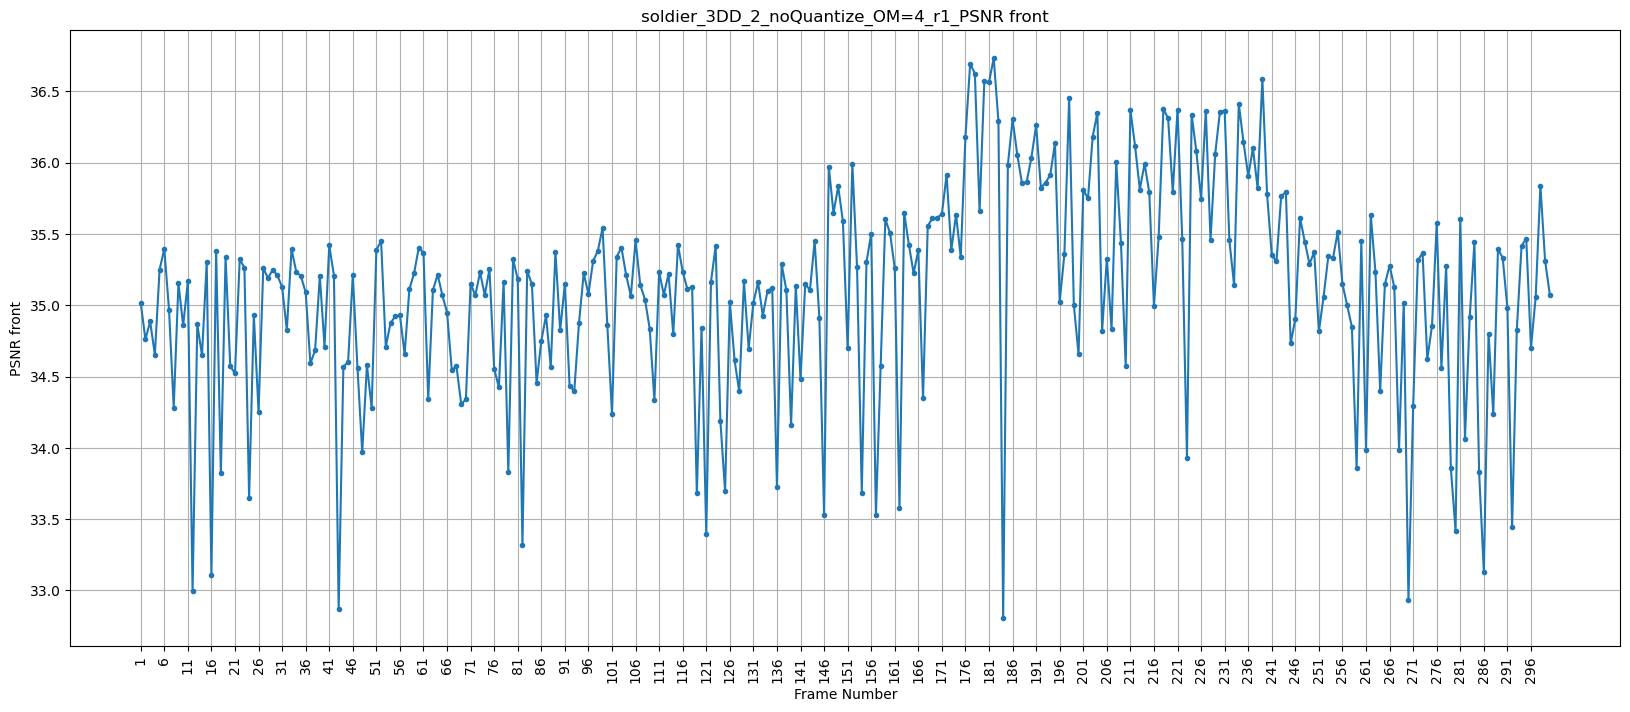 soldier_3DD_2_noQuantize_OM=4_r1_PSNR front
36.5
36.0
35.5
35.0
34.5
34.0
33.5
33.0
PSNR front
1 6 11 16 21 26 31 36 41 46 51 56 61 66 71 76 81 86 91 96 101 106 111 116 121 126 131 136 141 146 151 156 161 166 171 176 181 186 191 196 201 206 211 216 221 226 231 236 241 246 251 256 261 266 271 276 281 286 291 296
Frame Number